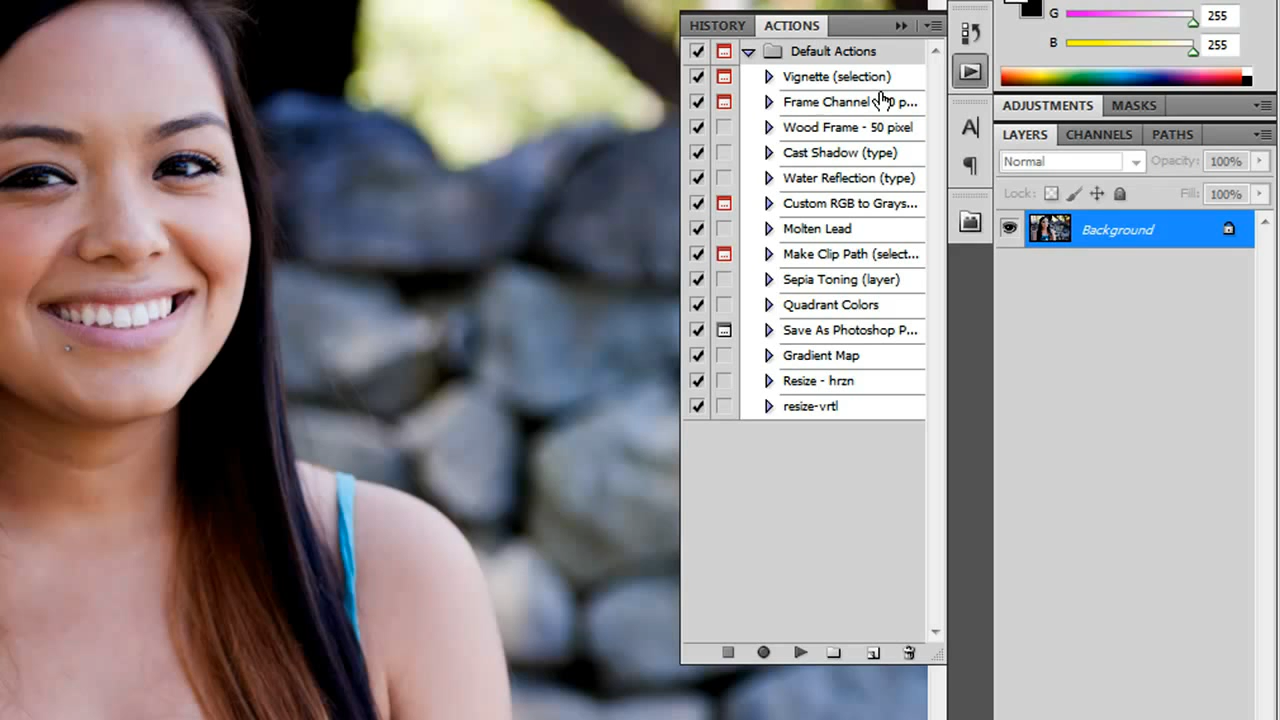 HISTORY
ACTIONS
Default Actions
Vignette (selection)
Frame Channel
Wood Frame - 50 pixel
Cast Shadow (type)
Water Reflection (type)
Custom RGB to Grays...
Molten Lead
Make Clip Path (select...
Sepia Toning (layer)
Quadrant Colors
Save As Photoshop P...
Gradient Map
Resize - hrzn
resize-vrtl
G 255
B 255
ADJUSTMENTS MASKS
LAYERS CHANNELS PATHS
Normal Opacity: 100%
Lock: Fill: 100%
Background